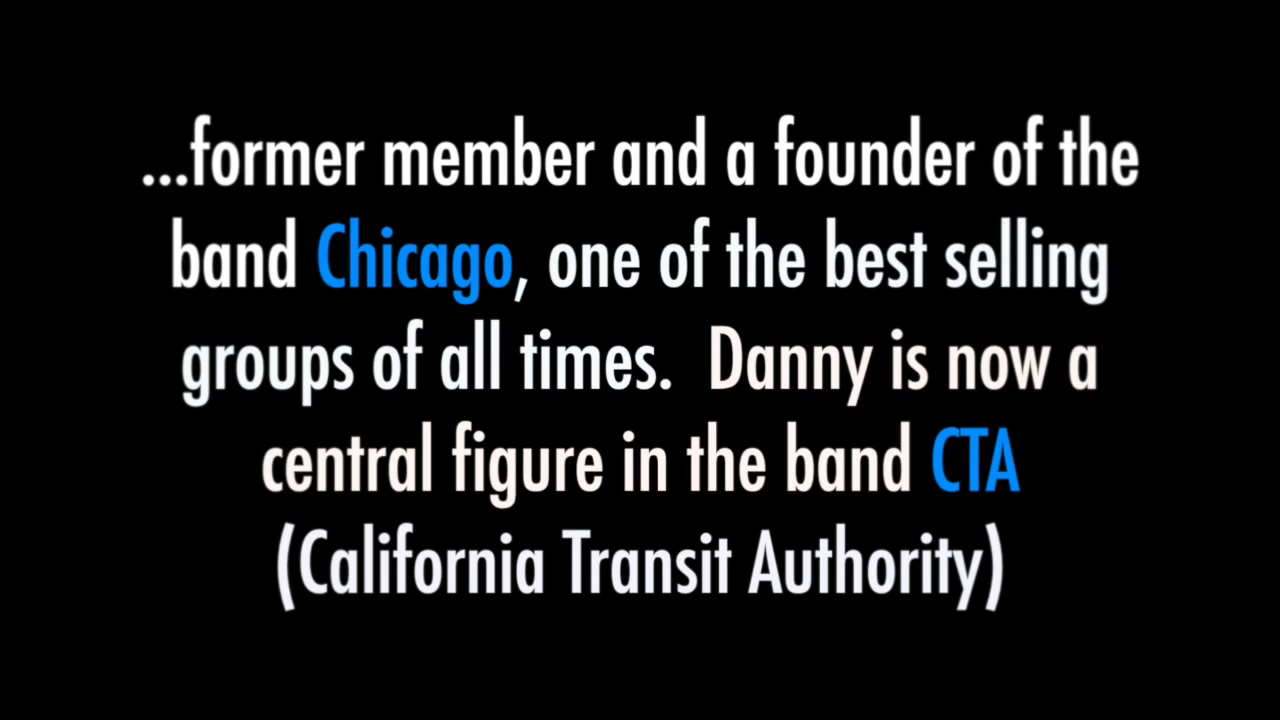 ...former member and a founder of the
band Chicago, one of the best selling
groups of all times.  Danny is now a
central figure in the band CTA
(California Transit Authority)